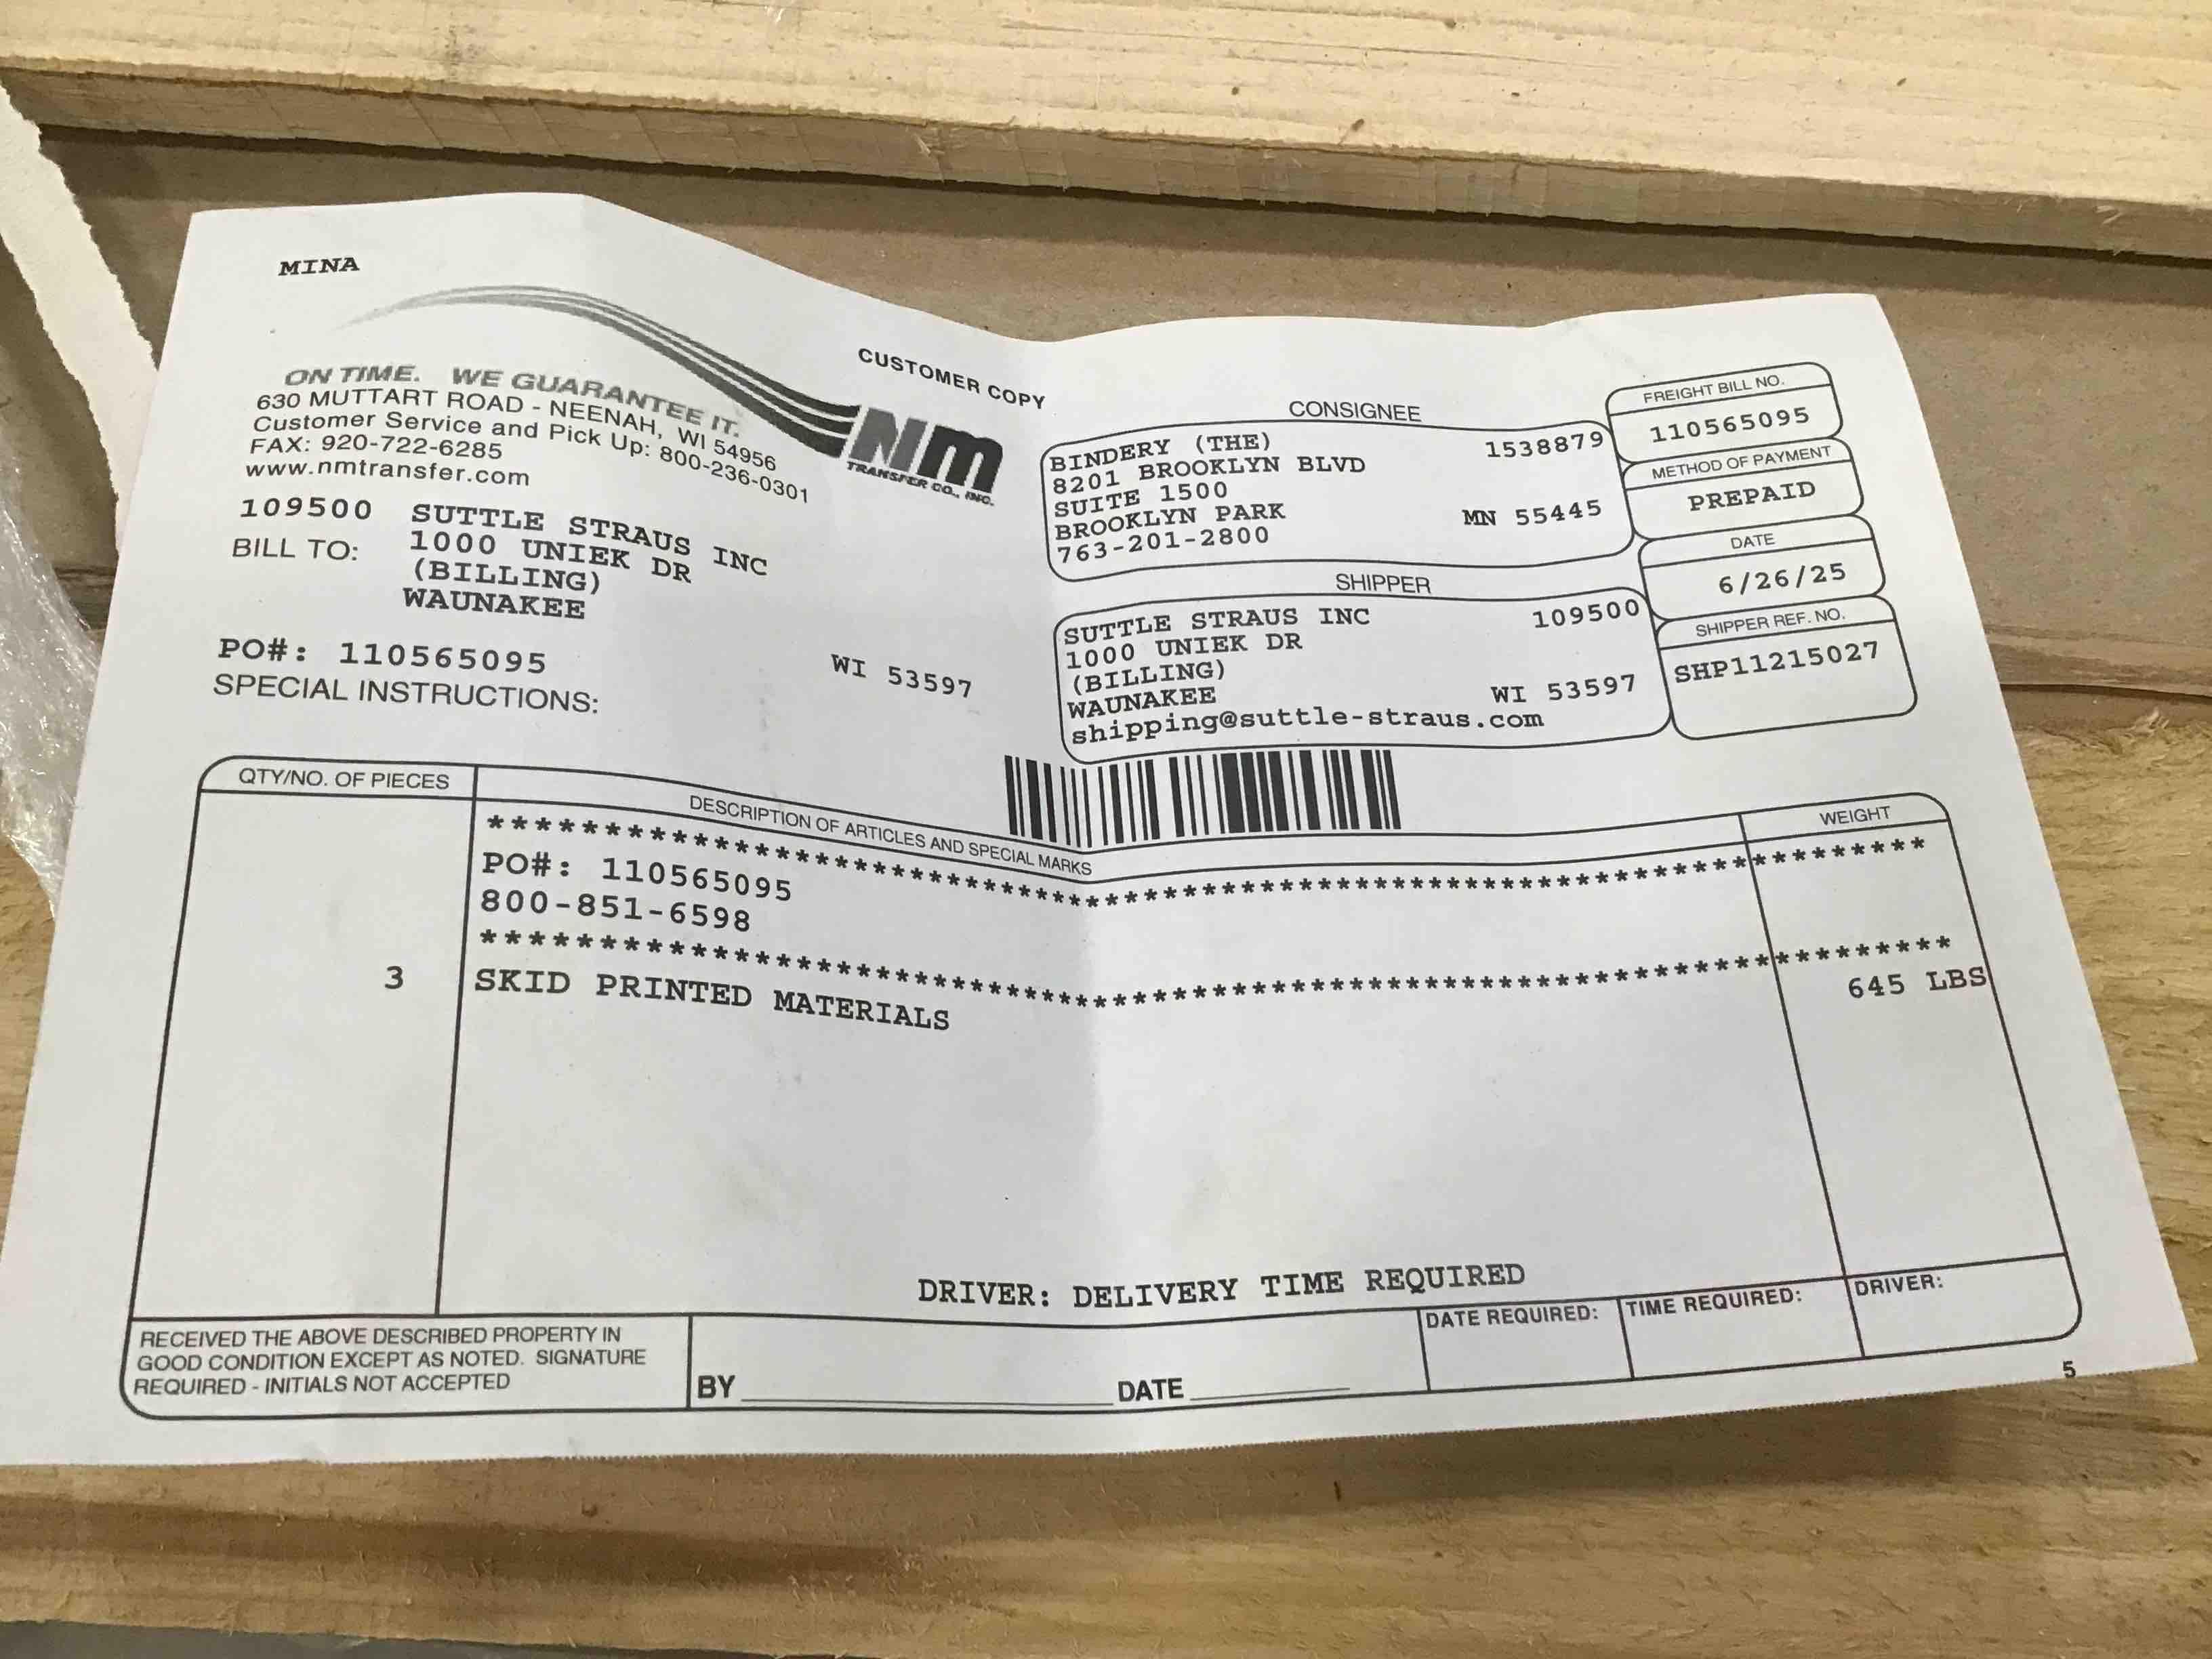 MINA
CUSTOMER COPY
ON TIME. WE GUARANTEE IT.
630 MUTTART ROAD - NEENAH, WI 54956
Customer Service and Pick Up: 800-236-0301
FAX: 920-722-6285
www.nmtransfer.com
Nm
TRANSFER CO., INC.
109500 SUTTLE STRAUS INC
BILL TO: 1000 UNIEK DR
(BILLING)
WAUNAKEE WI 53597
PO#: 110565095
SPECIAL INSTRUCTIONS:
CONSIGNEE
BINDERY (THE) 1538879
8201 BROOKLYN BLVD
SUITE 1500
BROOKLYN PARK MN 55445
763-201-2800
SHIPPER
SUTTLE STRAUS INC 109500
1000 UNIEK DR
(BILLING)
WAUNAKEE WI 53597
shipping@suttle-straus.com
FREIGHT BILL NO.
110565095
METHOD OF PAYMENT
PREPAID
DATE
6/26/25
SHIPPER REF. NO.
SHP11215027
QTY/NO. OF PIECES DESCRIPTION OF ARTICLES AND SPECIAL MARKS WEIGHT
PO#: 110565095
800-851-6598
3 SKID PRINTED MATERIALS 645 LBS
DRIVER: DELIVERY TIME REQUIRED
RECEIVED THE ABOVE DESCRIBED PROPERTY IN
GOOD CONDITION EXCEPT AS NOTED. SIGNATURE
REQUIRED - INITIALS NOT ACCEPTED
BY DATE
DATE REQUIRED: TIME REQUIRED: DRIVER:
5